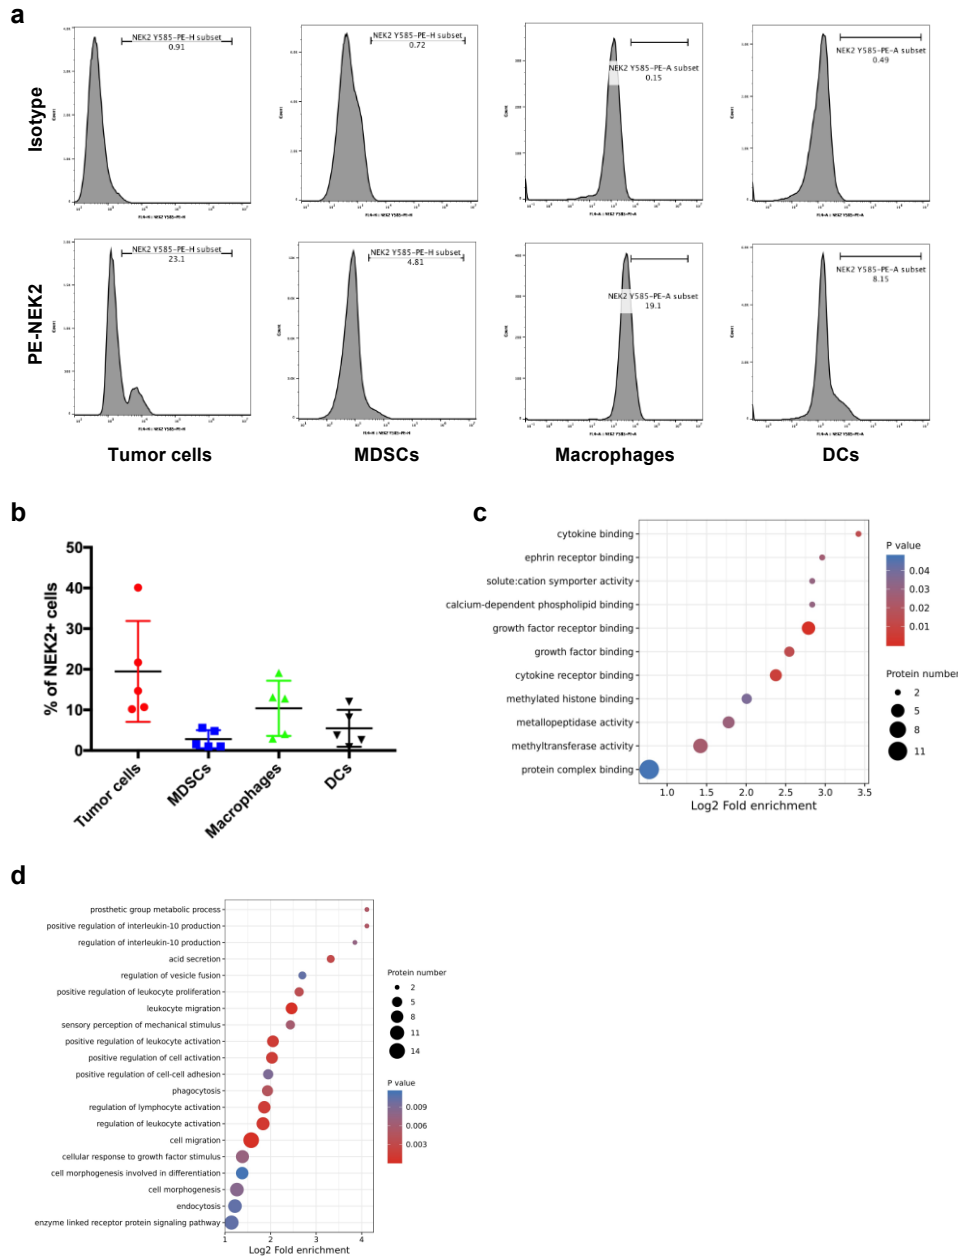 a
Isotype
NEK2 Y585-PE-H subset
0.91
NEK2 Y585-PE-H subset
0.72
NEK2 Y585-PE-A subset
0.15
NEK2 Y585-PE-A subset
0.49
PE-NEK2
NEK2 Y585-PE-H subset
23.1
NEK2 Y585-PE-H subset
4.81
NEK2 Y585-PE-A subset
19.1
NEK2 Y585-PE-A subset
8.15
Tumor cells
MDSCs
Macrophages
DCs
b
% of NEK2+ cells
50
40
30
20
10
0
Tumor cells
MDSCs
Macrophages
DCs
c
cytokine binding
ephrin receptor binding
solute:cation symporter activity
calcium-dependent phospholipid binding
growth factor receptor binding
growth factor binding
cytokine receptor binding
methylated histone binding
metallopeptidase activity
methyltransferase activity
protein complex binding
1.0 1.5 2.0 2.5 3.0 3.5
Log2 Fold enrichment
P value
0.04
0.03
0.02
0.01
Protein number
2
5
8
11
d
prosthetic group metabolic process
positive regulation of interleukin-10 production
regulation of interleukin-10 production
acid secretion
regulation of vesicle fusion
positive regulation of leukocyte proliferation
leukocyte migration
sensory perception of mechanical stimulus
positive regulation of leukocyte activation
positive regulation of cell activation
positive regulation of cell-cell adhesion
phagocytosis
regulation of lymphocyte activation
regulation of leukocyte activation
cell migration
cellular response to growth factor stimulus
cell morphogenesis involved in differentiation
cell morphogenesis
endocytosis
enzyme linked receptor protein signaling pathway
1 2 3 4
Log2 Fold enrichment
Protein number
2
5
8
11
14
P value
0.009
0.006
0.003